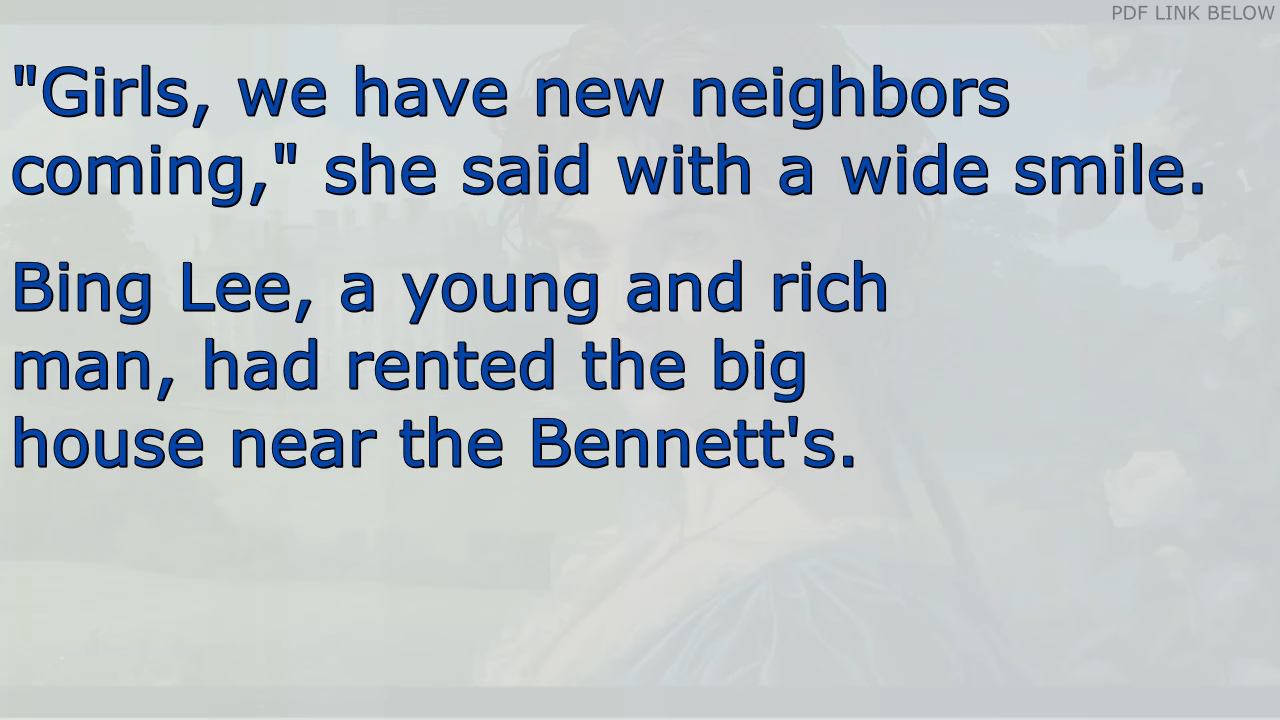 PDF LINK BELOW
"Girls, we have new neighbors
coming," she said with a wide smile.
Bing Lee, a young and rich
man, had rented the big
house near the Bennett's.